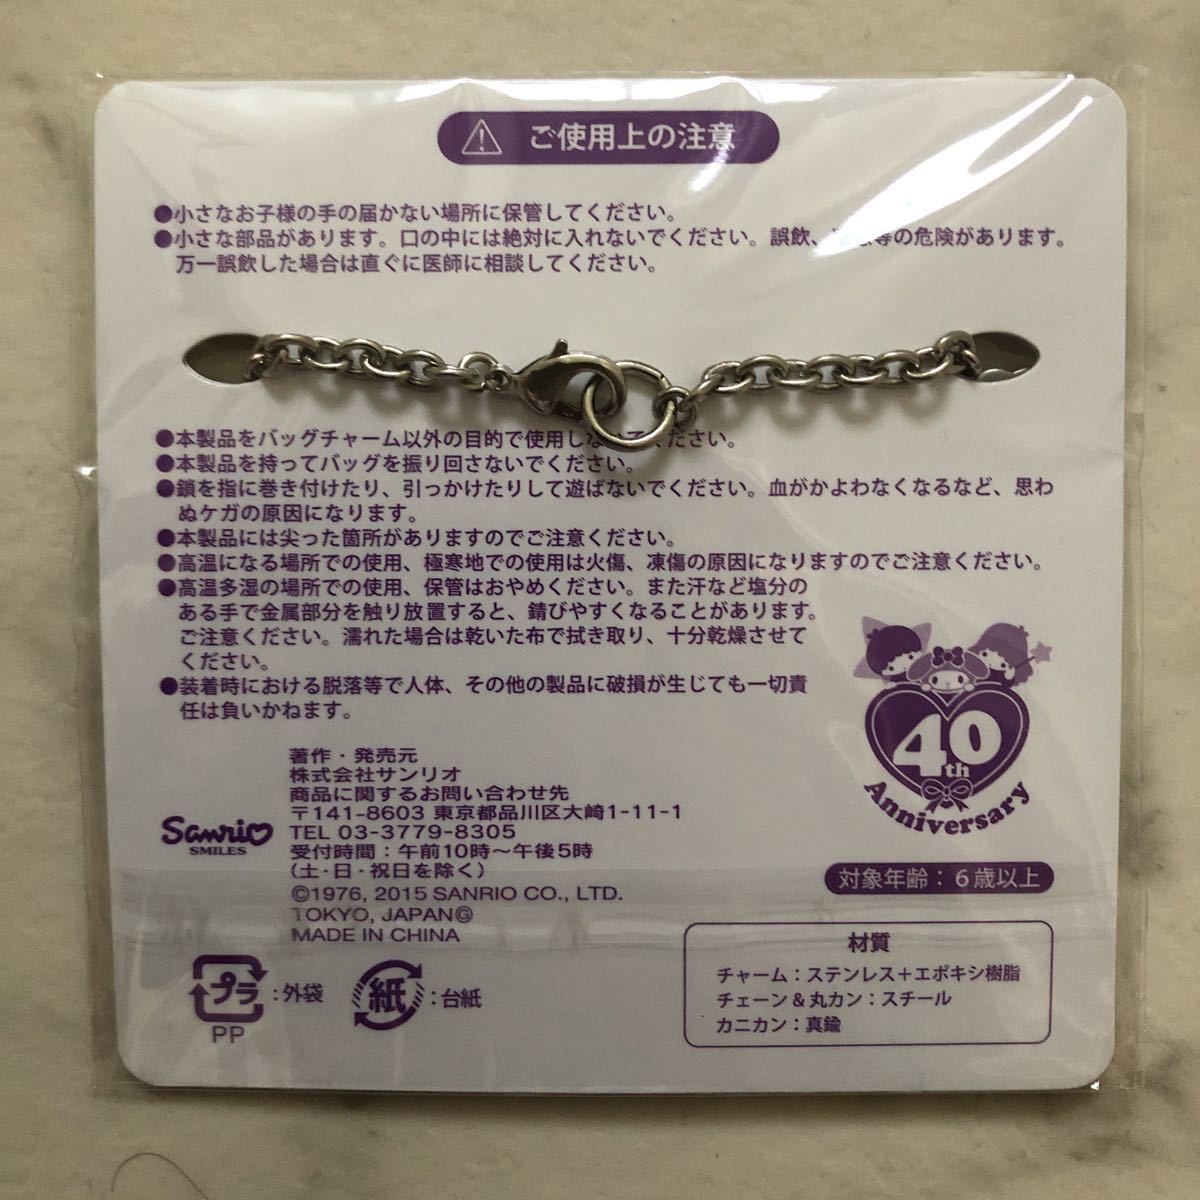 ご使用上の注意
●小さなお子様の手の届かない場所に保管してください。
●小さな部品があります。口の中には絶対に入れないでください。誤飲、等の危険があります。
万一誤飲した場合は直ぐに医師に相談してください。
●本製品をバッグチャーム以外の目的で使用しないでください。
●本製品を持ってバッグを振り回さないでください。
●鎖を指に巻き付けたり、引っかけたりして遊ばないでください。血がかよわなくなるなど、思わ
ぬケガの原因になります。
●本製品には尖った箇所がありますのでご注意ください。
●高温になる場所での使用、極寒地での使用は火傷、凍傷の原因になりますのでご注意ください。
●高温多湿の場所での使用、保管はおやめください。また汗など塩分の
ある手で金属部分を触り放置すると、錆びやすくなることがあります。
ご注意ください。濡れた場合は乾いた布で拭き取り、十分乾燥させて
ください。
●装着時における脱落等で人体、その他の製品に破損が生じても一切責
任は負いかねます。
40th
Anniversary
著作・発売元
株式会社サンリオ
商品に関するお問い合わせ先
〒141-8603 東京都品川区大崎1-11-1
TEL 03-3779-8305
受付時間：午前10時～午後5時
(土・日・祝日を除く)
©1976, 2015 SANRIO CO., LTD.
TOKYO, JAPANⒼ
MADE IN CHINA
Sanrio
SMILES
対象年齢：6歳以上
材質
チャーム：ステンレス＋エポキシ樹脂
チェーン＆丸カン：スチール
カニカン：真鍮
プラ：外袋
PP
紙：台紙